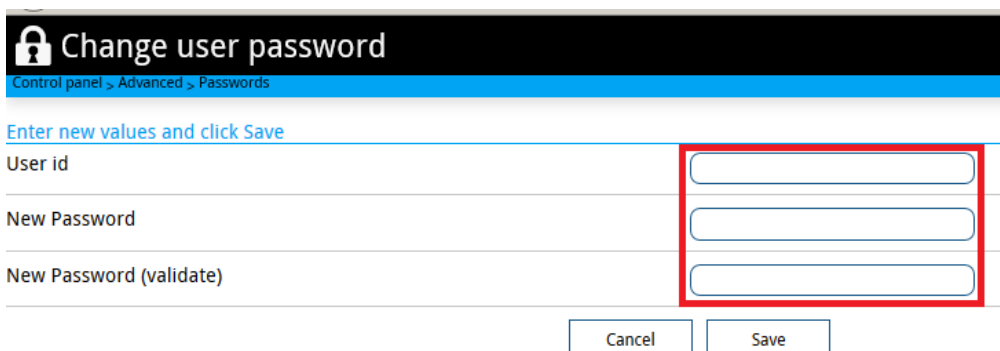 Change user password
Control panel > Advanced > Passwords
Enter new values and click Save
User id
New Password
New Password (validate)
Cancel Save